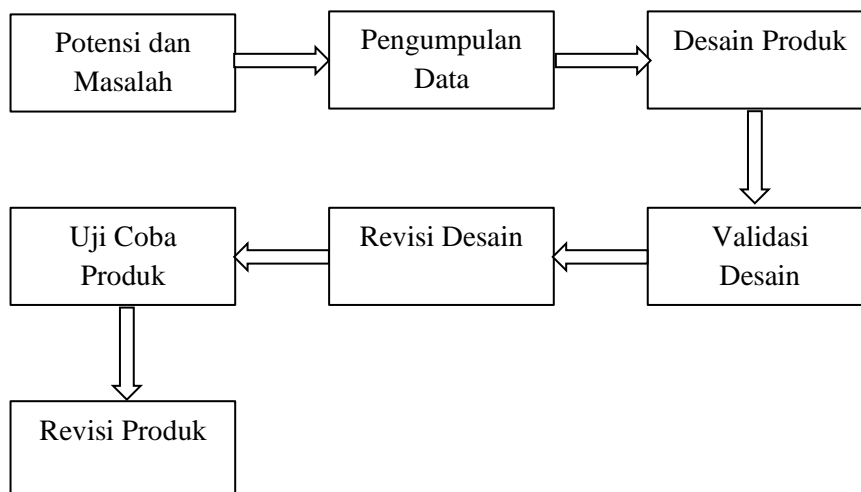 Potensi dan
Masalah
Pengumpulan
Data
Desain Produk
Validasi
Desain
Revisi Desain
Uji Coba
Produk
Revisi Produk